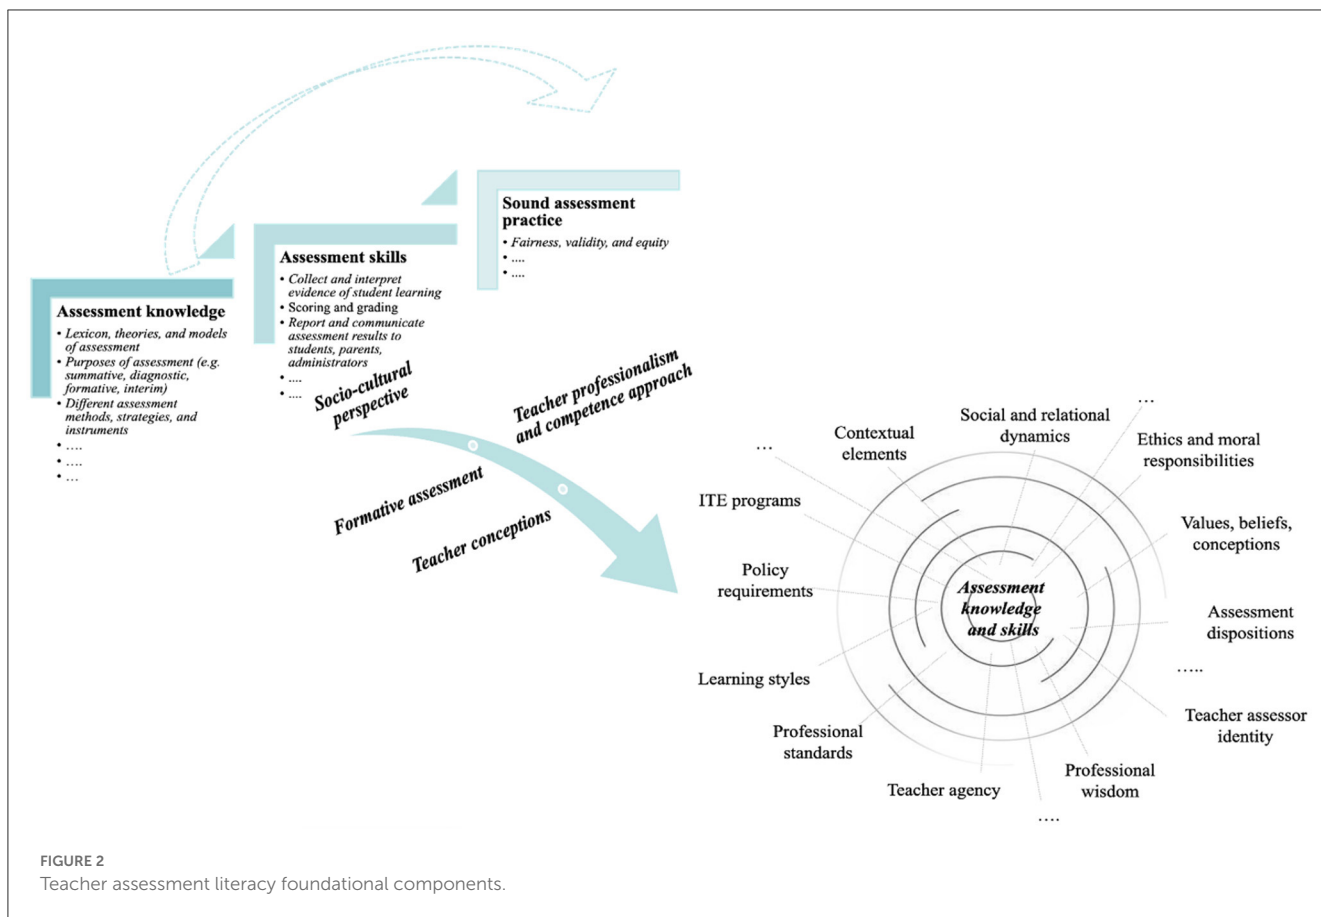 Sound assessment
practice
• Fairness, validity, and equity
• ....
• ....
Assessment skills
• Collect and interpret
evidence of student learning
• Scoring and grading
• Report and communicate
assessment results to
students, parents,
administrators
• ....
• ....
Assessment knowledge
• Lexicon, theories, and models
of assessment
• Purposes of assessment (e.g.
summative, diagnostic,
formative, interim)
• Different assessment
methods, strategies, and
instruments
• ....
• ....
• ...
Socio-cultural
perspective
Teacher professionalism
and competence approach
Formative assessment
Teacher conceptions
...
Social and relational
dynamics
Ethics and moral
responsibilities
Contextual
elements
...
ITE programs
Values, beliefs,
conceptions
Policy
requirements
Assessment
knowledge
and skills
Assessment
dispositions
.....
Learning styles
Teacher assessor
identity
Professional
standards
Professional
wisdom
Teacher agency
....
FIGURE 2
Teacher assessment literacy foundational components.